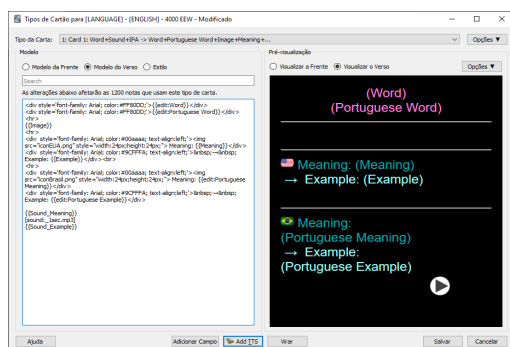 Tipos de Cartão para [LANGUAGE] - [ENGLISH] - 4000 EEW - Modificado
Tipo da Carta: 1: Card 1: Word+Sound+IPA -> Word+Portuguese Word+Image+Meaning+... Opções ▼
Modelo
Modelo da Frente Modelo do Verso Estilo
Search
As alterações abaixo afetarão as 1200 notas que usam este tipo de carta.
<div style='font-family: Arial; color: #FF80DD;'>{{edit:Word}}</div>
<div style='font-family: Arial; color: #FF80DD;'>{{edit:Portuguese Word}}</div>
<hr>
{{Image}}
<hr>
<div style='font-family: Arial; color: #00aaaa; text-align:left;'><img
src="iconEUA.png" style="width:24px;height:24px;"> Meaning: {{Meaning}}</div>
<div style='font-family: Arial; color: #9CFFFA; text-align:left;'>&nbsp;→&nbsp;
Example: {{Example}}</div><br>
<hr>
<div style='font-family: Arial; color: #00aaaa; text-align:left;'><img
src="iconBrasil.png" style="width:24px;height:24px;"> Meaning: {{edit:Portuguese
Meaning}}</div>
<div style='font-family: Arial; color: #9CFFFA; text-align:left;'>&nbsp;→&nbsp;
Example: {{edit:Portuguese Example}}</div>
{{Sound_Meaning}}
[sound:_1sec.mp3]
{{Sound_Example}}
Pré-visualização
Visualizar a Frente Visualizar o Verso Opções ▼
(Word)
(Portuguese Word)
Meaning: (Meaning)
→ Example: (Example)
Meaning:
(Portuguese Meaning)
→ Example:
(Portuguese Example)
Ajuda Adicionar Campo Add TTS Virar Salvar Cancelar